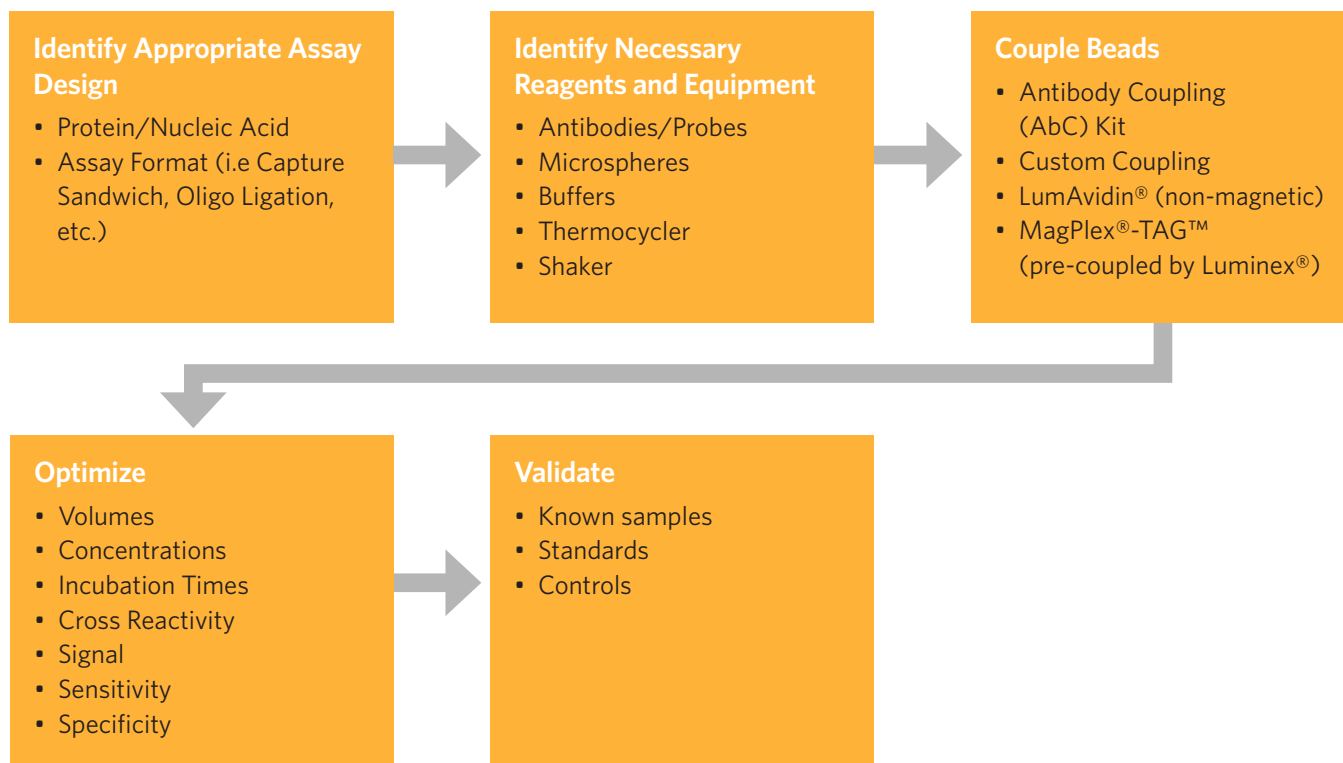 Identify Appropriate Assay
Design
• Protein/Nucleic Acid
• Assay Format (i.e Capture
Sandwich, Oligo Ligation,
etc.)
Identify Necessary
Reagents and Equipment
• Antibodies/Probes
• Microspheres
• Buffers
• Thermocycler
• Shaker
Couple Beads
• Antibody Coupling
(AbC) Kit
• Custom Coupling
• LumAvidin® (non-magnetic)
• MagPlex®-TAG™
(pre-coupled by Luminex®)
Optimize
• Volumes
• Concentrations
• Incubation Times
• Cross Reactivity
• Signal
• Sensitivity
• Specificity
Validate
• Known samples
• Standards
• Controls